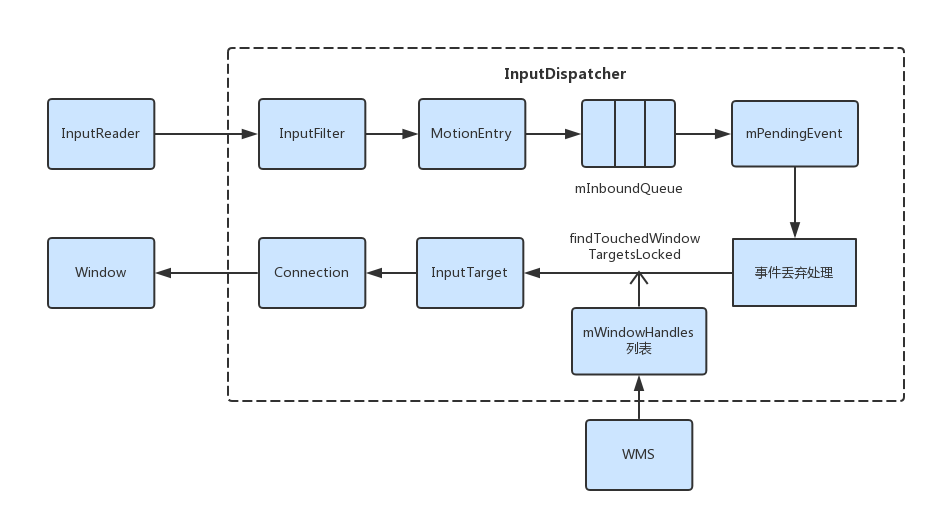 InputDispatcher
InputReader
InputFilter
MotionEntry
mPendingEvent
mInboundQueue
findTouchedWindow
TargetsLocked
Window
Connection
InputTarget
事件丢弃处理
mWindowHandles
列表
WMS